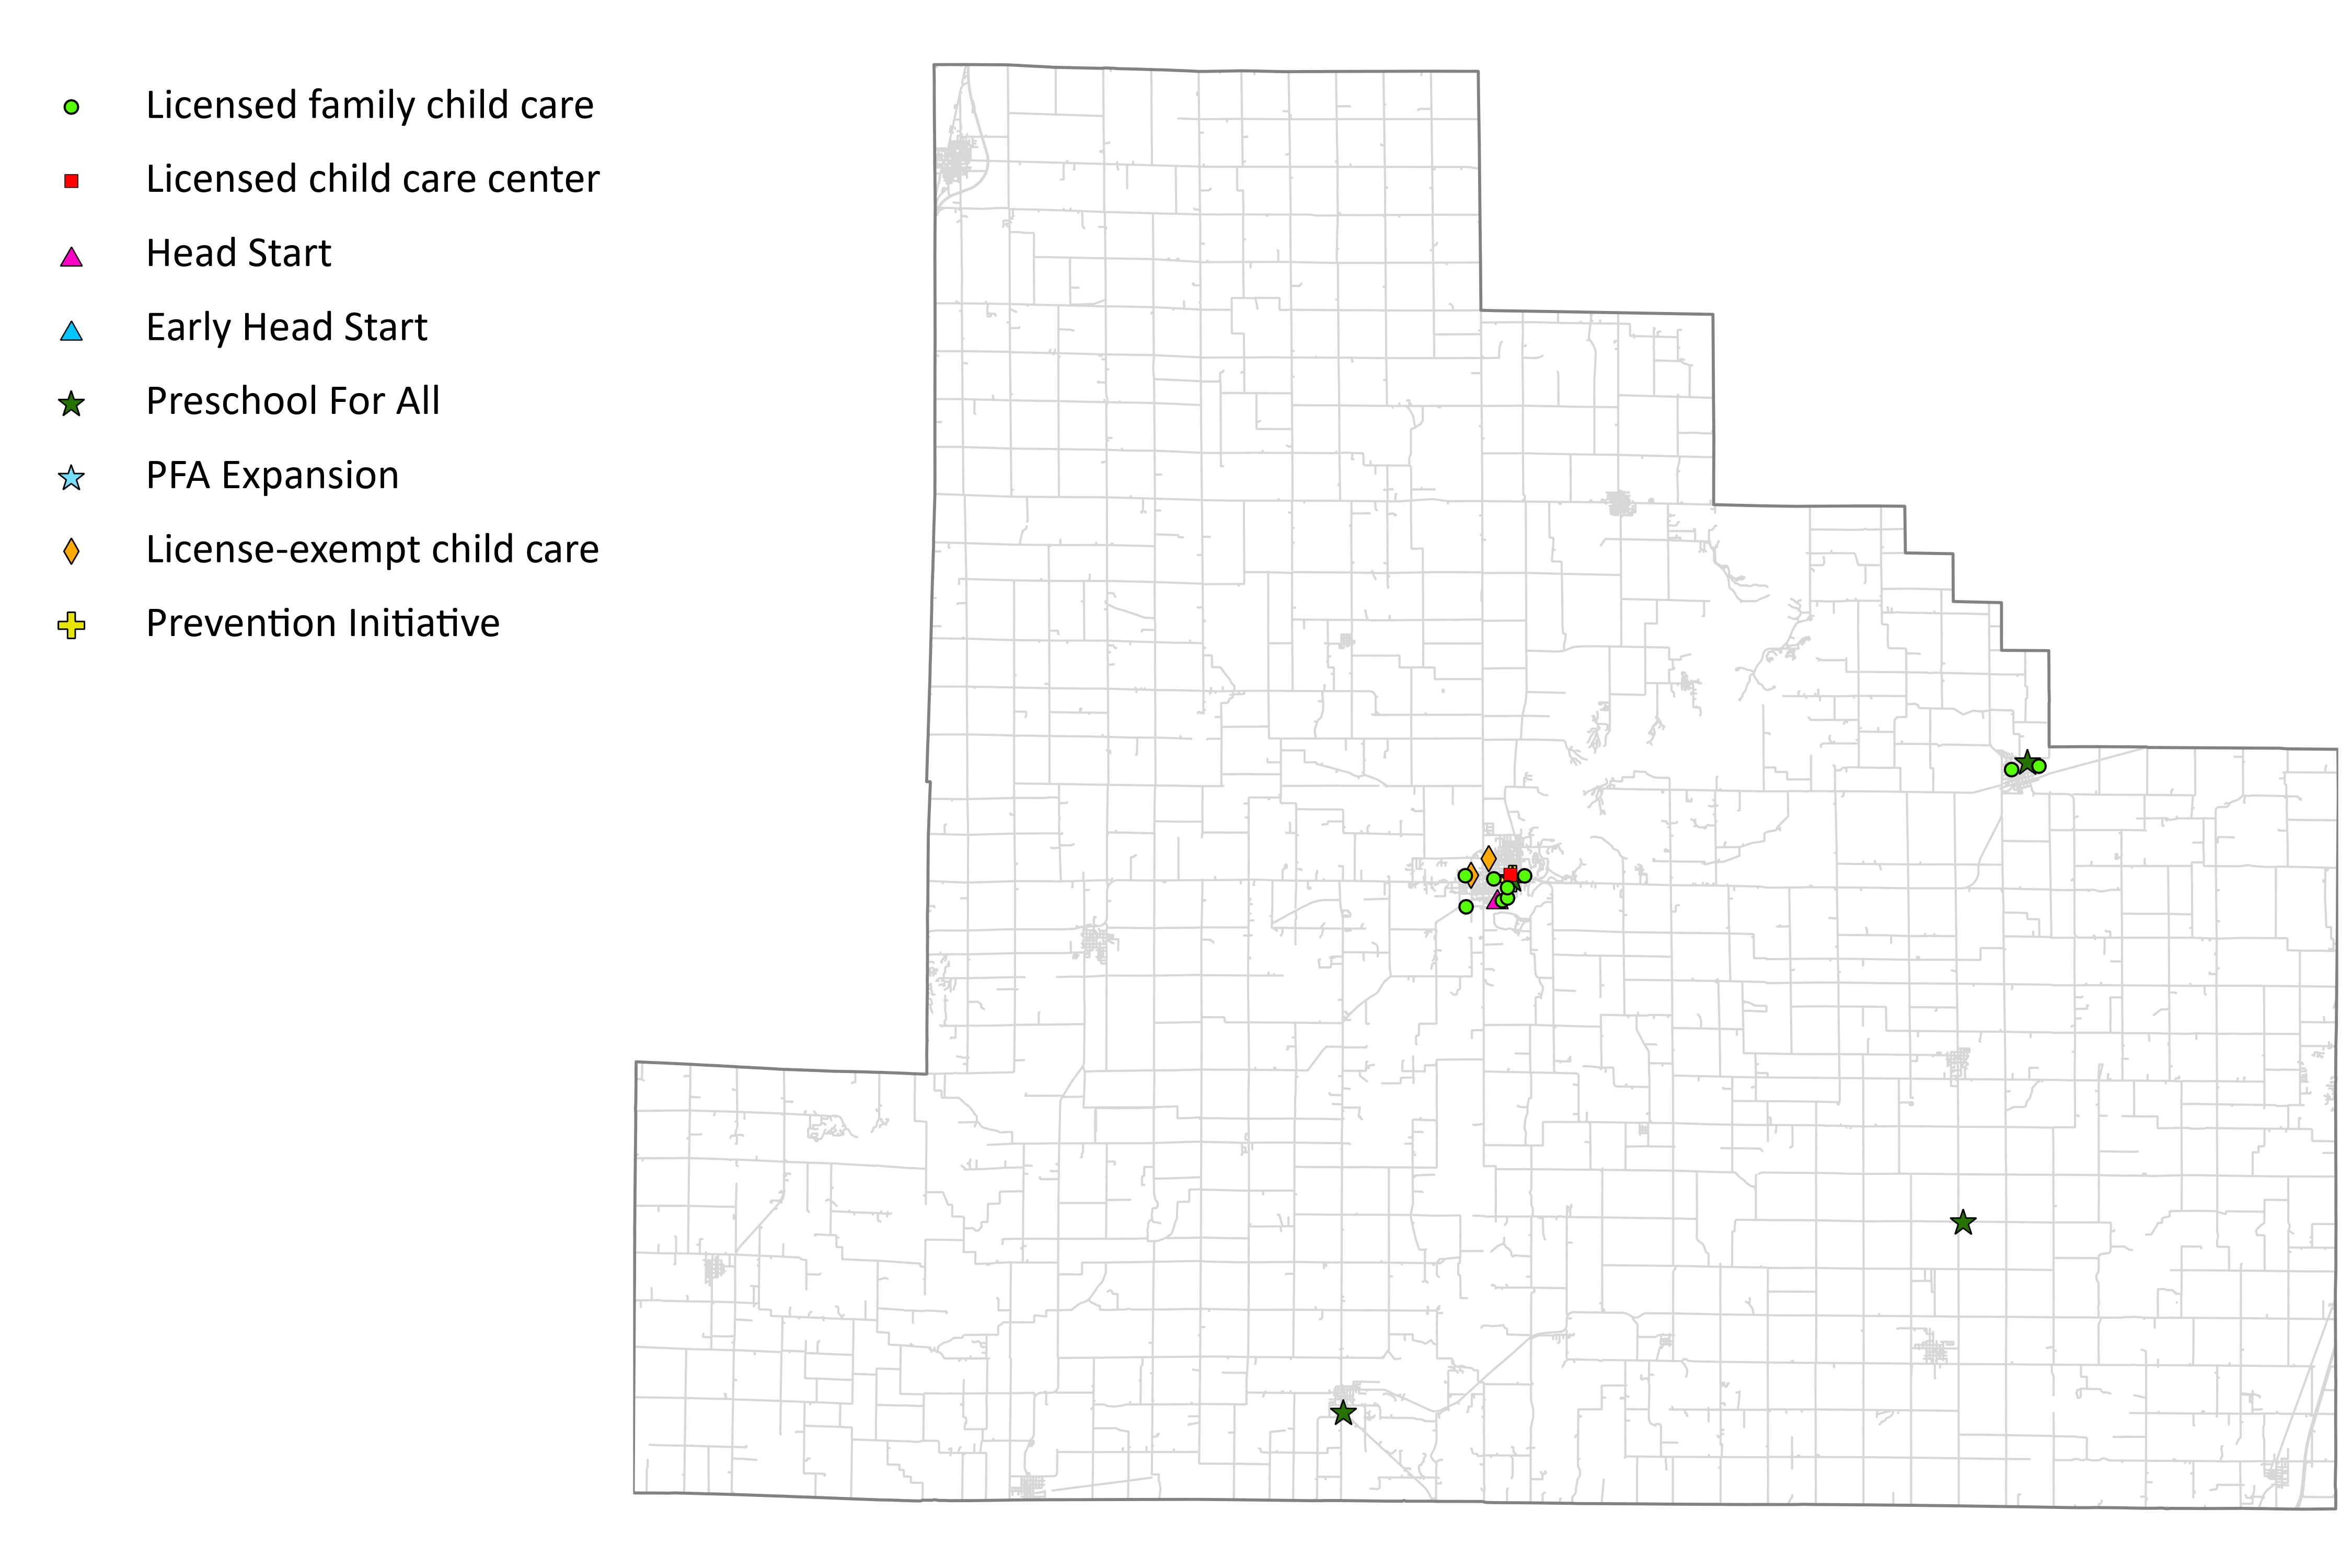 Licensed family child care
Licensed child care center
Head Start
Early Head Start
Preschool For All
PFA Expansion
License-exempt child care
Prevention Initiative